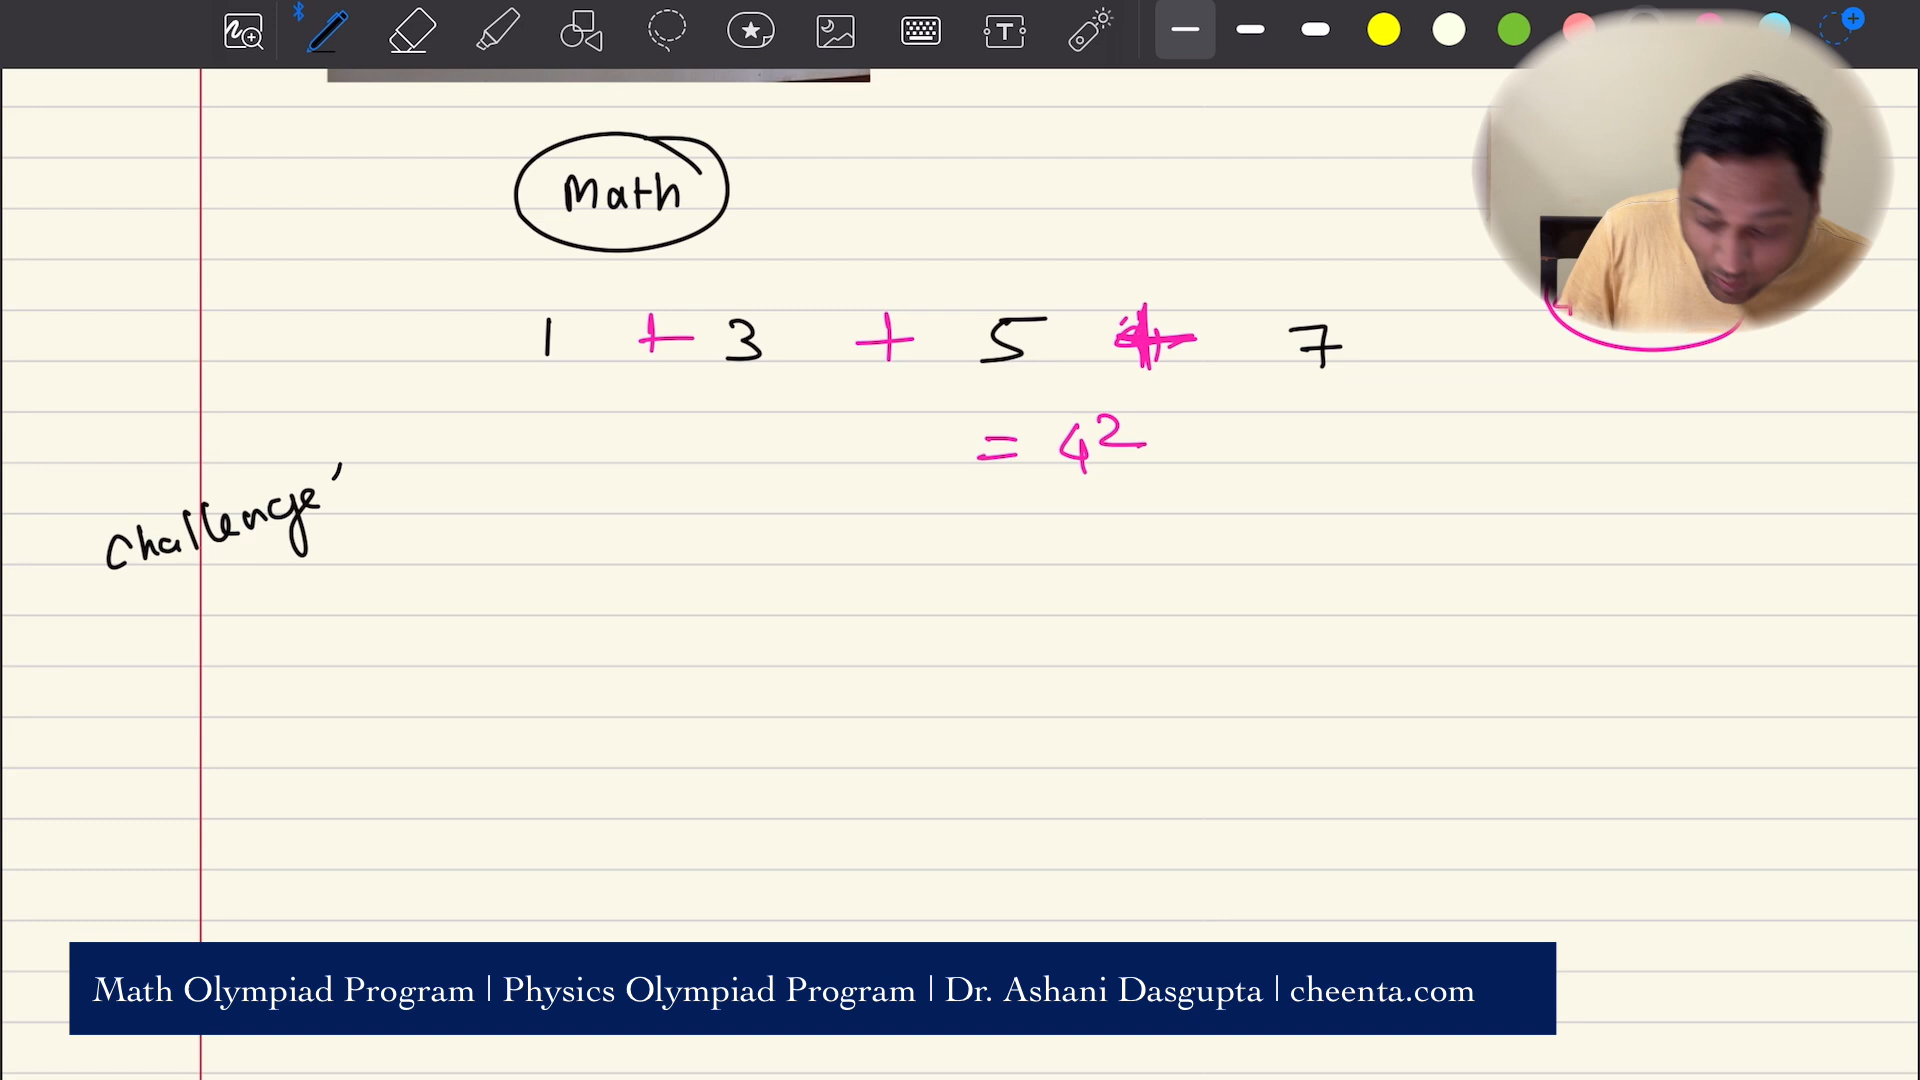 Math
1 + 3 + 5 + 7
= 4²
Challenge
Math Olympiad Program | Physics Olympiad Program | Dr. Ashani Dasgupta | cheenta.com